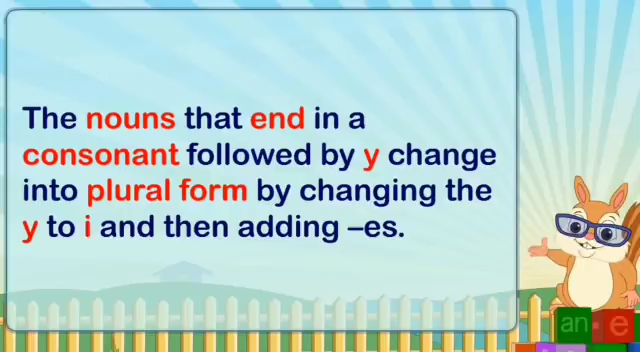 The nouns that end in a
consonant followed by y change
into plural form by changing the
y to i and then adding –es.
an e